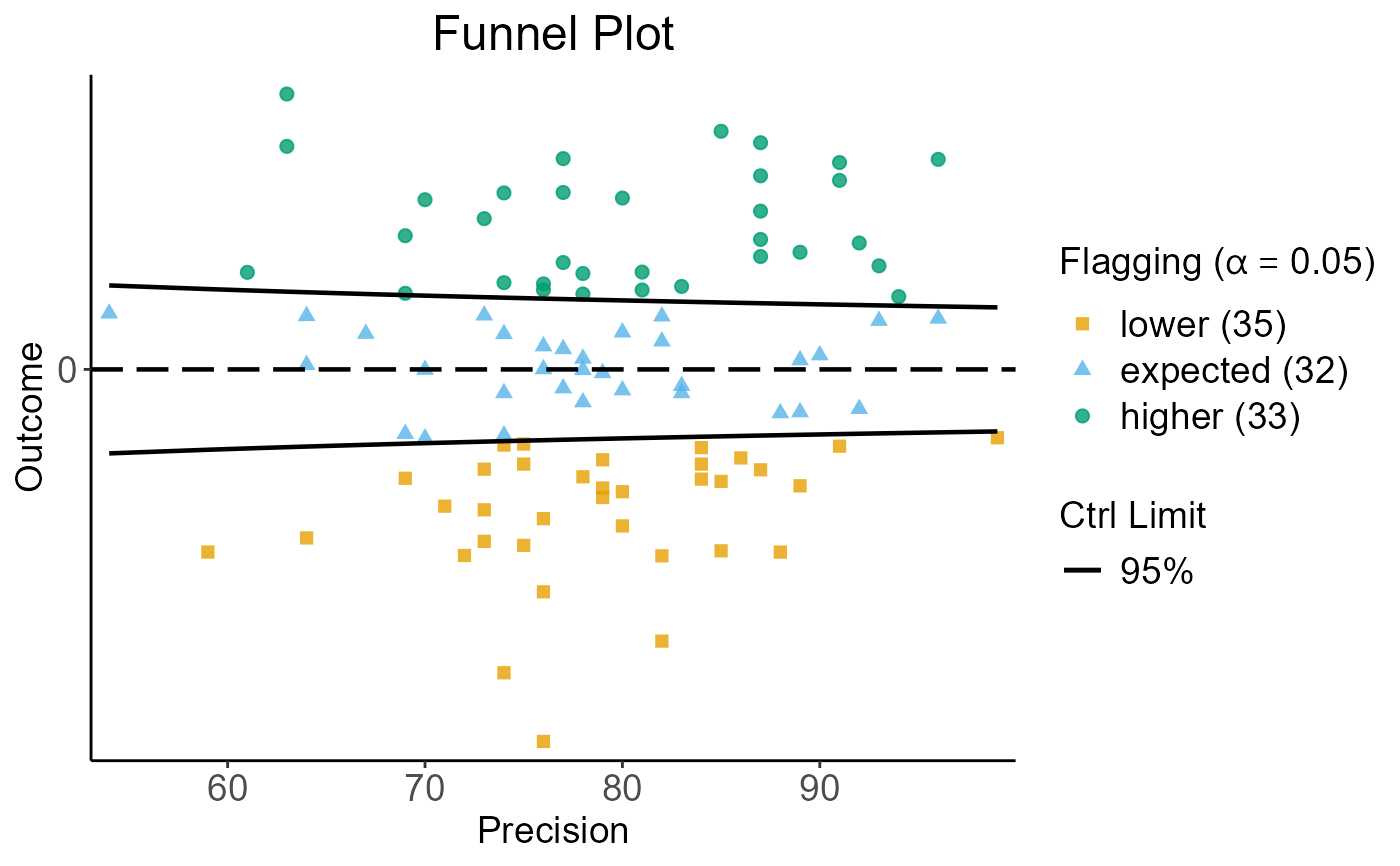 Funnel Plot
Outcome
0
60
70
80
90
Precision
Flagging (α = 0.05)
lower (35)
expected (32)
higher (33)
Ctrl Limit
95%